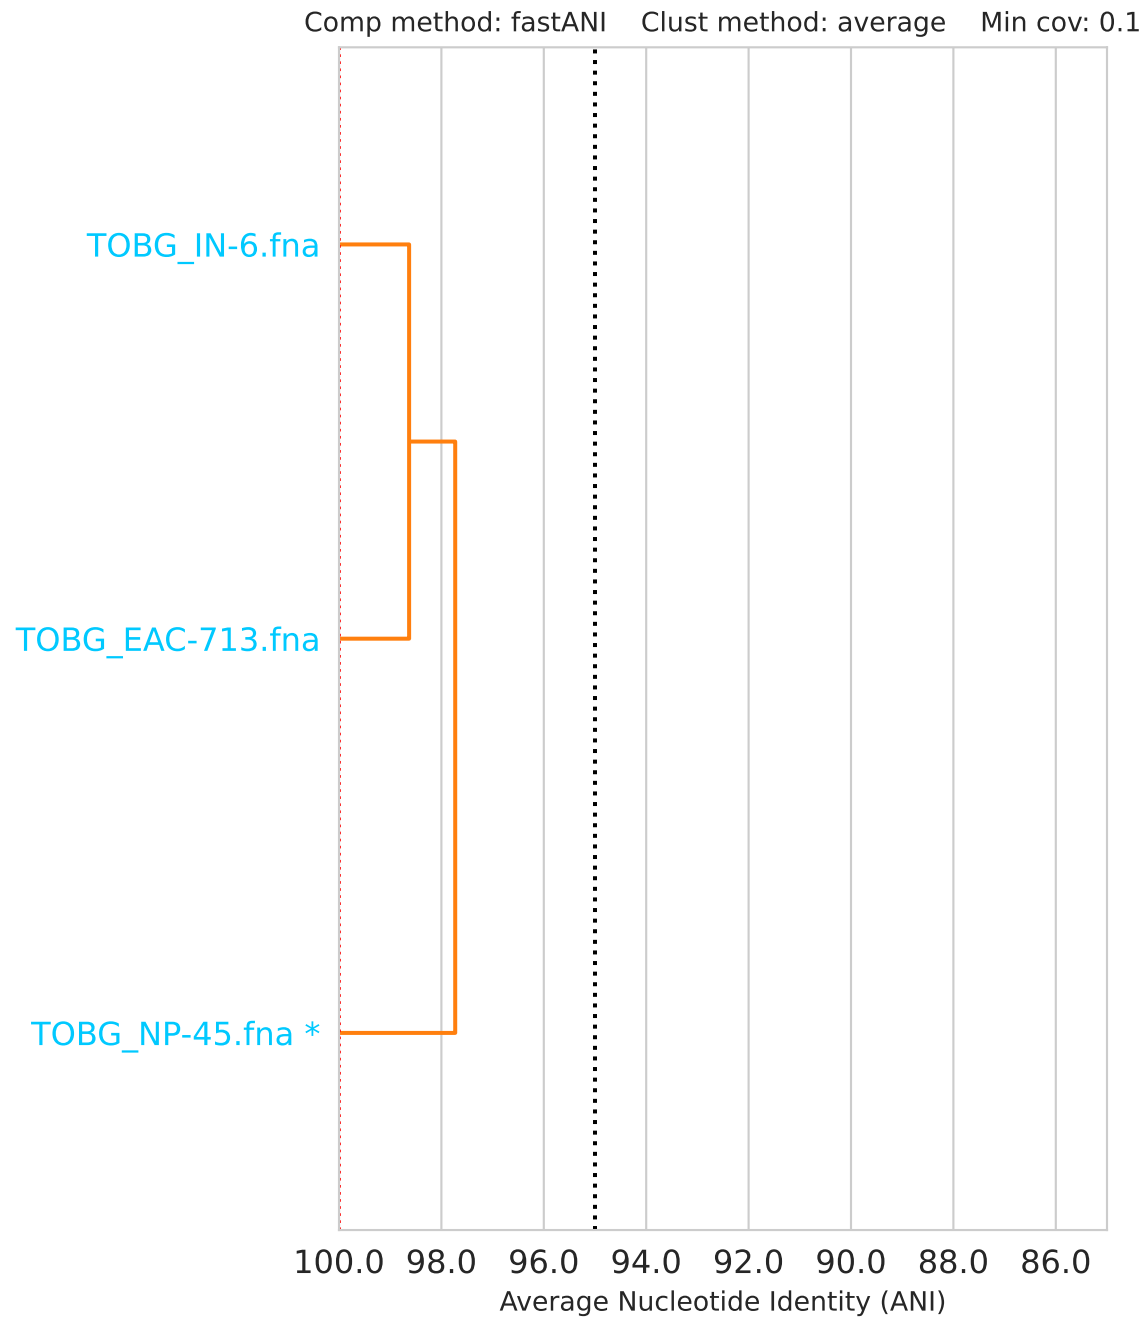 Comp method: fastANI    Clust method: average    Min cov: 0.1
TOBG_IN-6.fna
TOBG_EAC-713.fna
TOBG_NP-45.fna *
100.0 98.0 96.0 94.0 92.0 90.0 88.0 86.0
Average Nucleotide Identity (ANI)